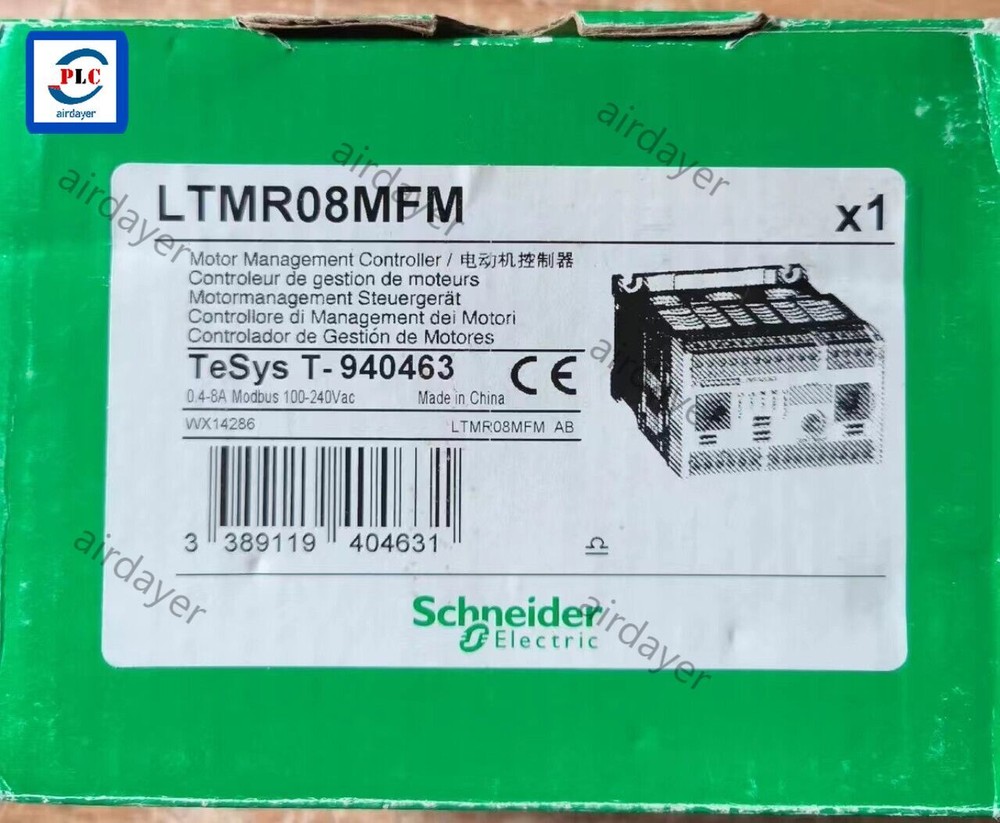 PLC
airdayer
airdayer
airdayer
airdayer
LTMR08MFM
x1
Motor Management Controller / 电动机控制器
Controleur de gestion de moteurs
Motormanagement Steuergerät
Controllore di Management dei Motori
Controlador de Gestión de Motores
TeSys T- 940463 CE
airdayer
0.4-8A Modbus 100-240Vac Made in China
WX14286 LTMR08MFM AB
3 389119 404631
airdayer
airdayer
Schneider
Electric